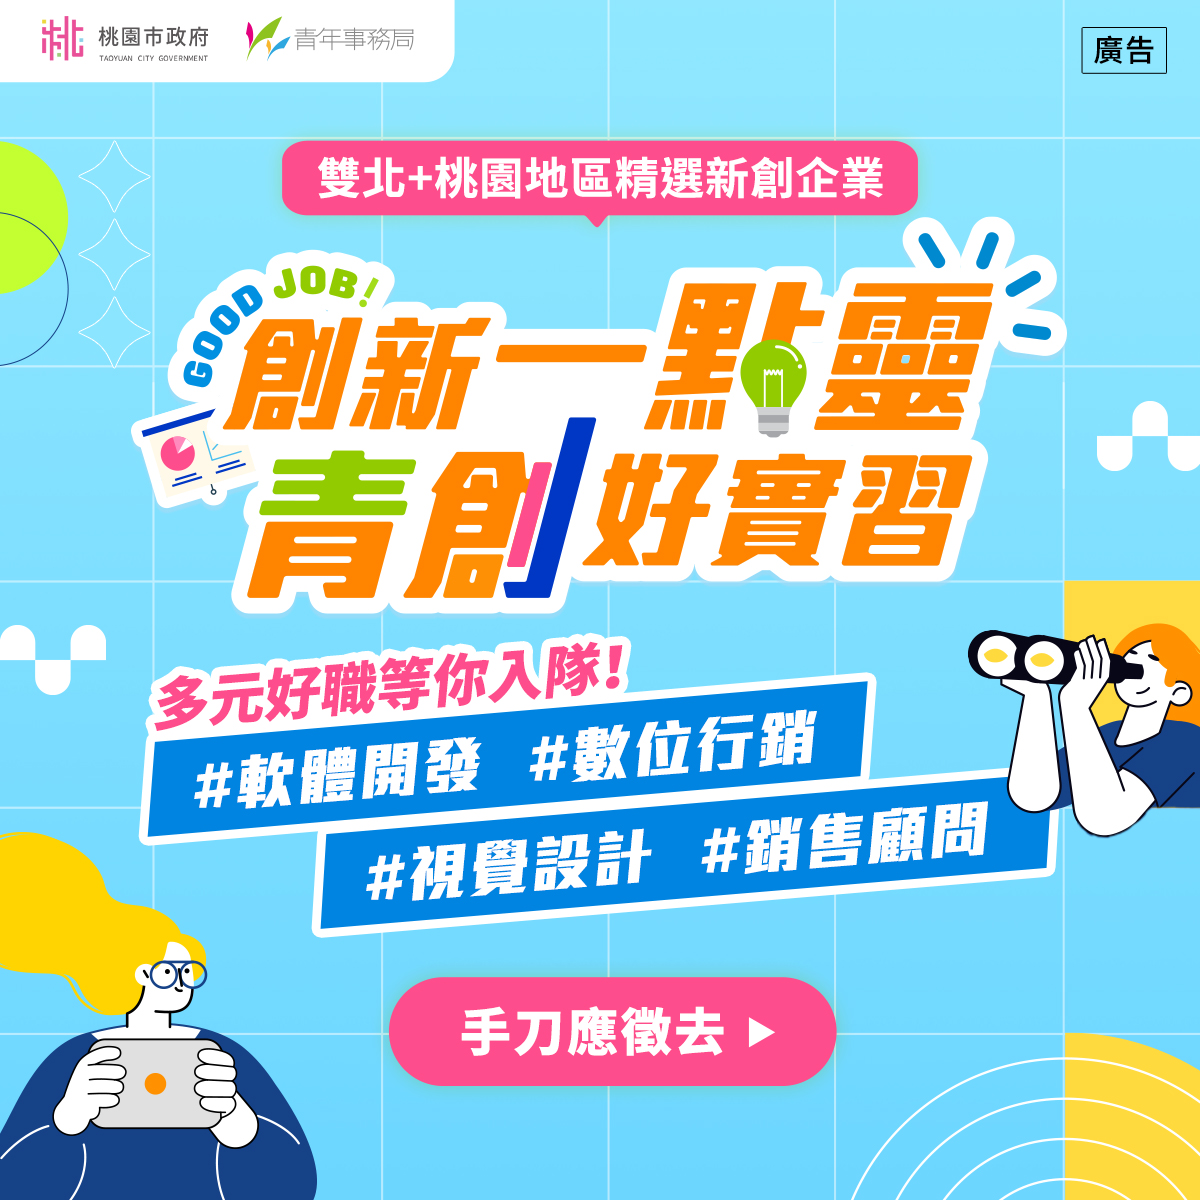 桃園市政府
TAOYUAN CITY GOVERNMENT
青年事務局
廣告
雙北+桃園地區精選新創企業
GOOD JOB!
創新一點靈
青創好實習
多元好職等你入隊!
#軟體開發 #數位行銷
#視覺設計 #銷售顧問
手刀應徵去